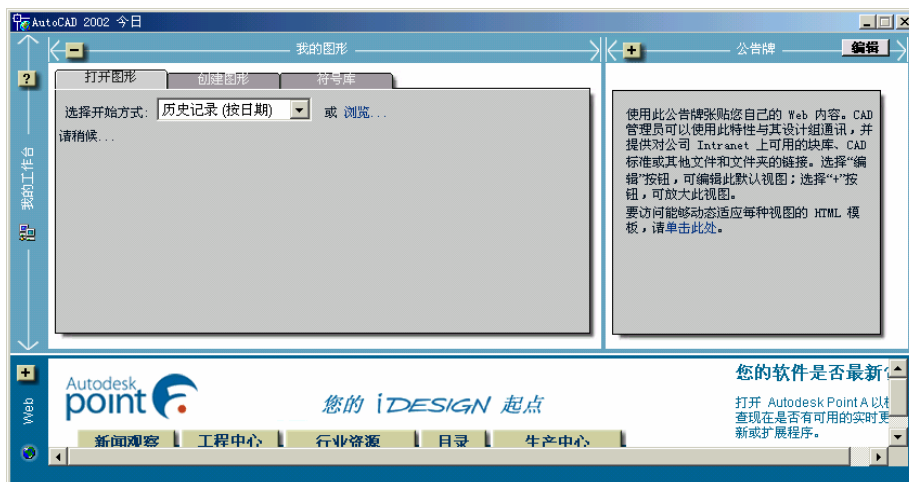 AutoCAD 2002 今日
我的图形
公告牌
编辑
打开图形
创建图形
符号库
选择开始方式: 历史记录 (按日期) 或 浏览...
请稍候...
我的工作台
使用此公告牌张贴您自己的 Web 内容。CAD
管理员可以使用此特性与其设计组通讯，并
提供对公司 Intranet 上可用的块库、CAD
标准或其他文件和文件夹的链接。选择“编
辑”按钮，可编辑此默认视图；选择“+”按
钮，可放大此视图。
要访问能够动态适应每种视图的 HTML 模
板，请单击此处。
Web
Autodesk
point
您的 iDESIGN 起点
新闻观察
工程中心
行业资源
目录
生产中心
您的软件是否最新
打开 Autodesk Point A 以检
查现在是否有可用的实时更
新或扩展程序。